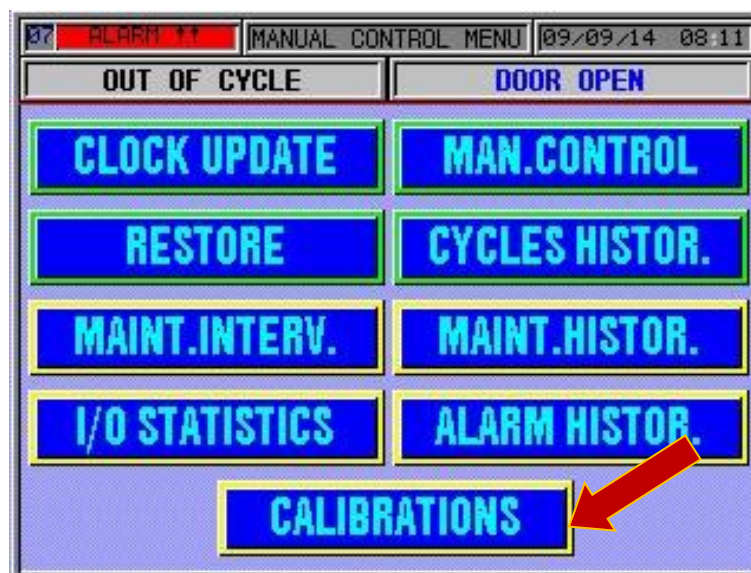 07 ALARM !! MANUAL CONTROL MENU 09/09/14 08:11
OUT OF CYCLE DOOR OPEN
CLOCK UPDATE MAN.CONTROL
RESTORE CYCLES HISTOR.
MAINT.INTERV. MAINT.HISTOR.
I/O STATISTICS ALARM HISTOR.
CALIBRATIONS